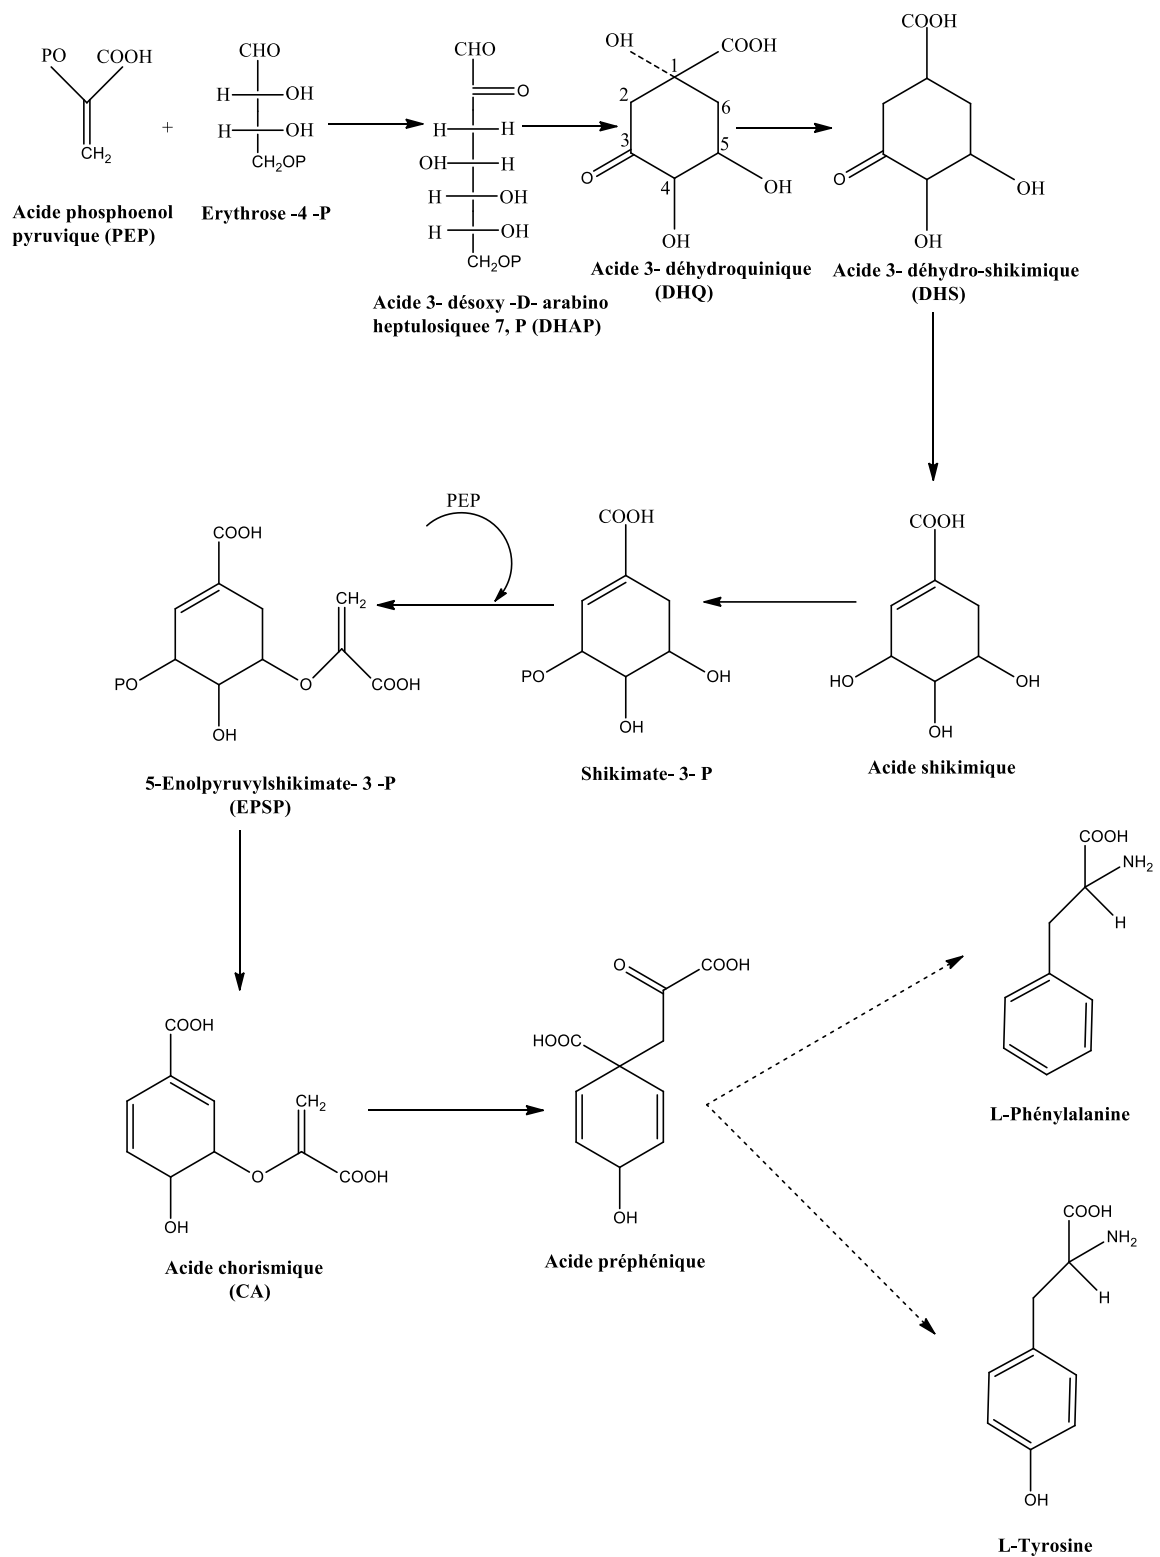 PO
COOH
CH2
+
Acide phosphoenol
pyruvique (PEP)
CHO
H
OH
H
OH
CH2OP
Erythrose -4 -P
CHO
O
H
H
OH
H
H
OH
H
OH
CH2OP
Acide 3- désoxy -D- arabino
heptulosiquee 7, P (DHAP)
OH
COOH
1
2
6
3
5
O
4
OH
OH
Acide 3- déhydroquinique
(DHQ)
COOH
O
OH
OH
Acide 3- déhydro-shikimique
(DHS)
COOH
CH2
PO
O
COOH
OH
5-Enolpyruvylshikimate- 3 -P
(EPSP)
PEP
COOH
PO
OH
OH
Shikimate- 3- P
COOH
HO
OH
OH
Acide shikimique
COOH
CH2
O
COOH
OH
Acide chorismique
(CA)
O
COOH
HOOC
OH
Acide préphénique
COOH
NH2
H
L-Phénylalanine
COOH
NH2
H
OH
L-Tyrosine